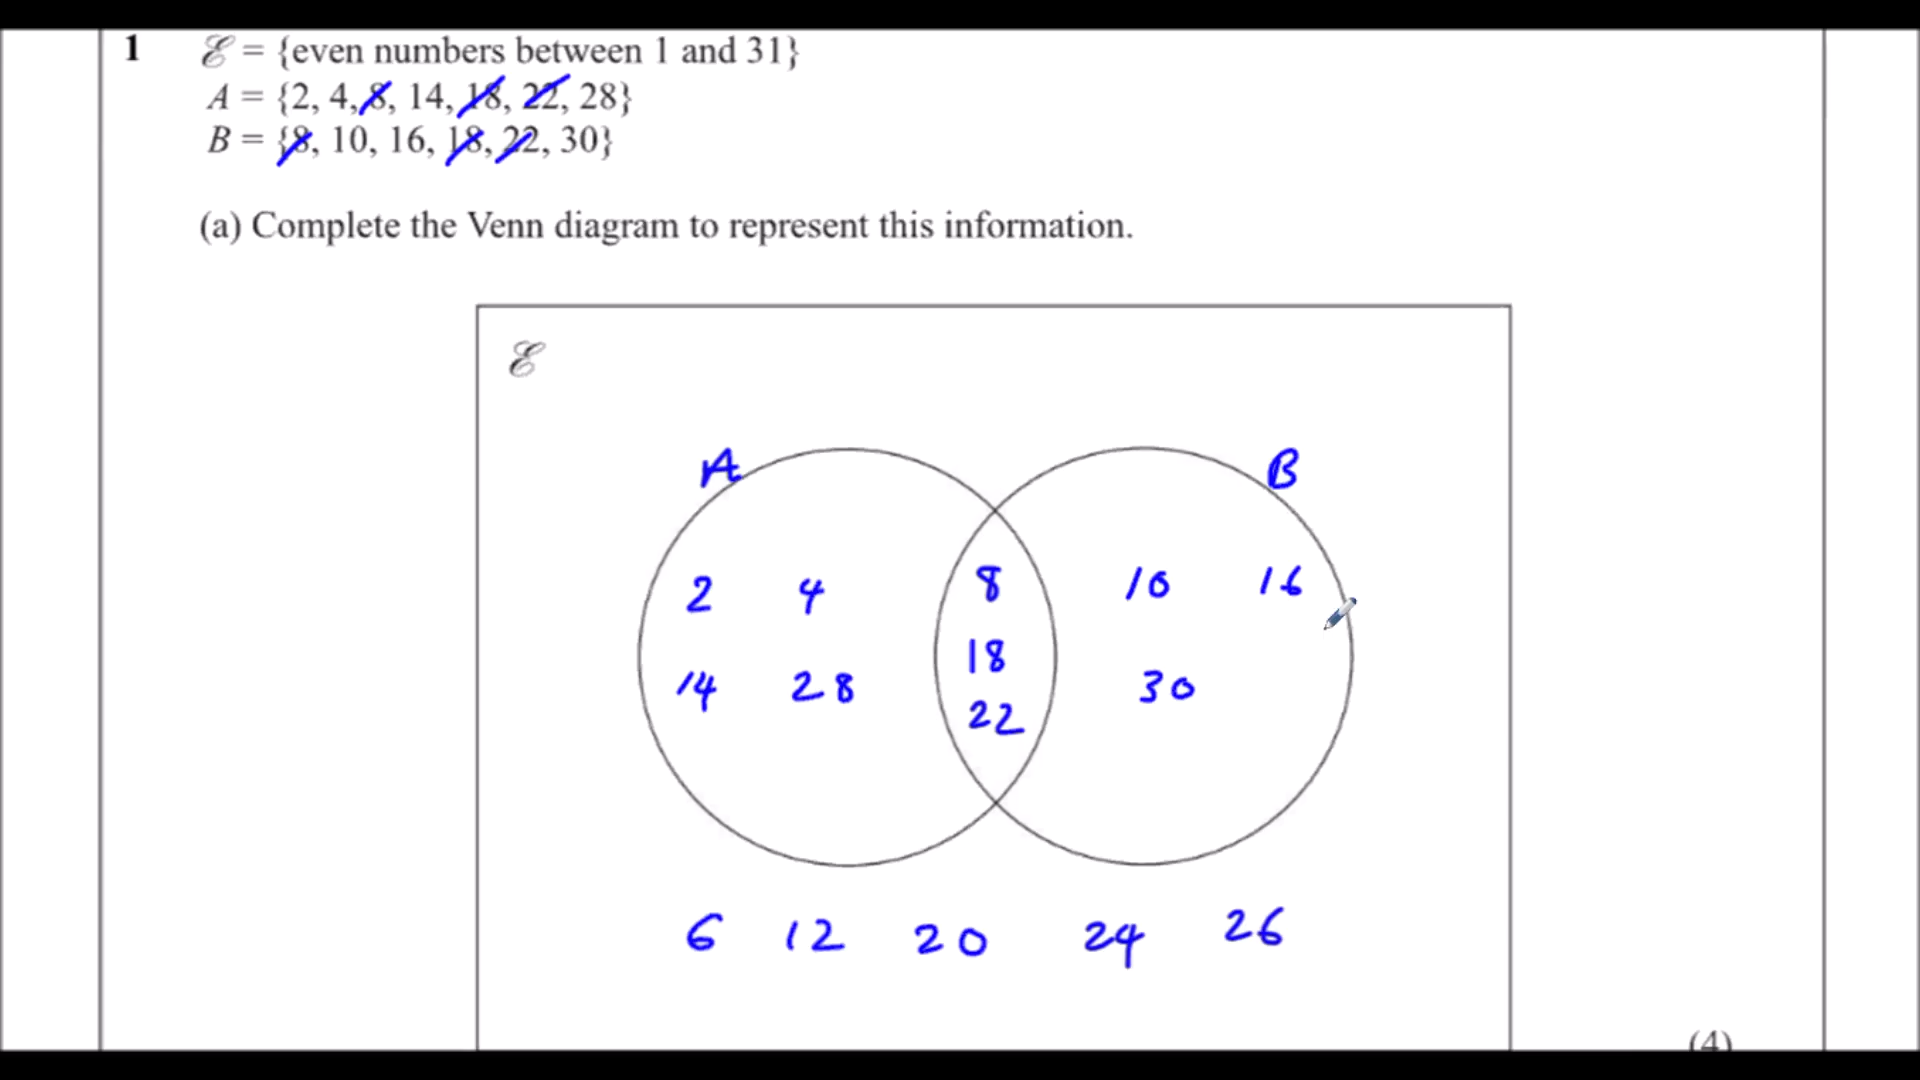 1 ℰ = {even numbers between 1 and 31}
A = {2, 4, 8, 14, 18, 22, 28}
B = {8, 10, 16, 18, 22, 30}
(a) Complete the Venn diagram to represent this information.
ℰ
A B
2 4 8 10 16
18
14 28 22 30
6 12 20 24 26
(4)